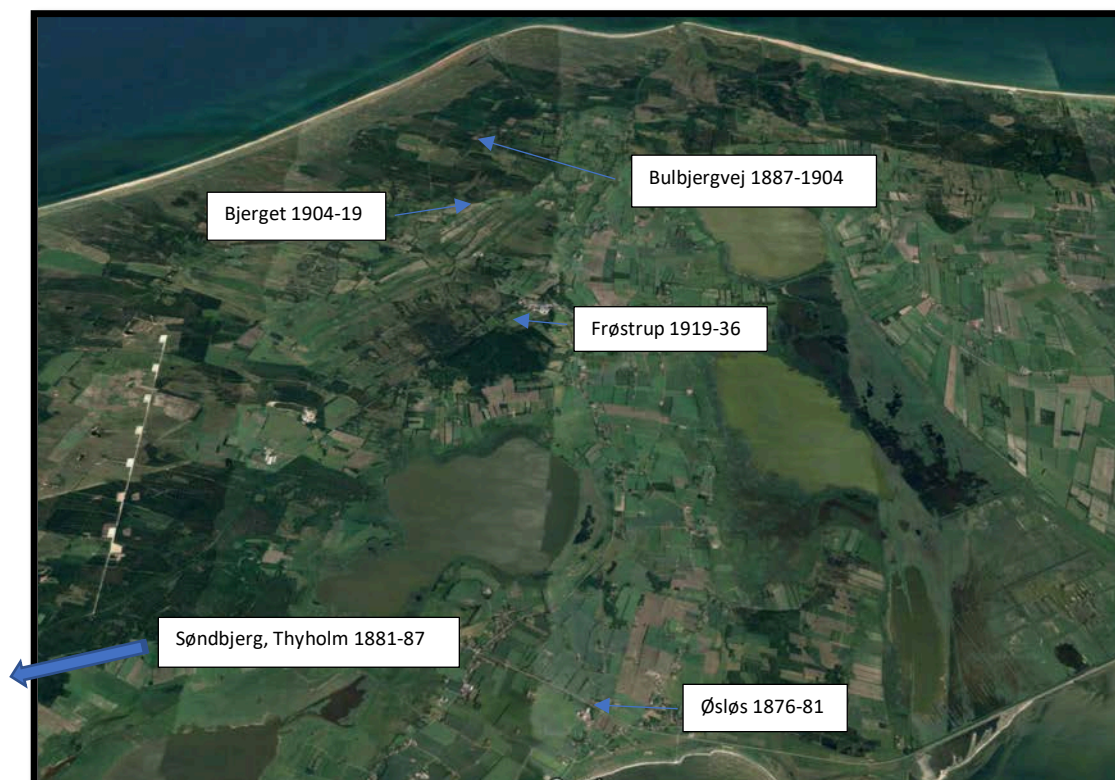 Bulbjergvej 1887-1904
Bjerget 1904-19
Frøstrup 1919-36
Søndbjerg, Thyholm 1881-87
Øsløs 1876-81